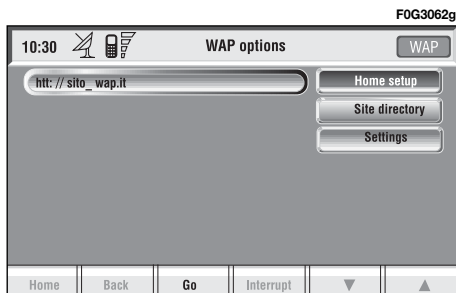 F0G3062g
10:30 WAP options WAP
htt: // sito_ wap.it
Home setup
Site directory
Settings
Home Back Go Interrupt